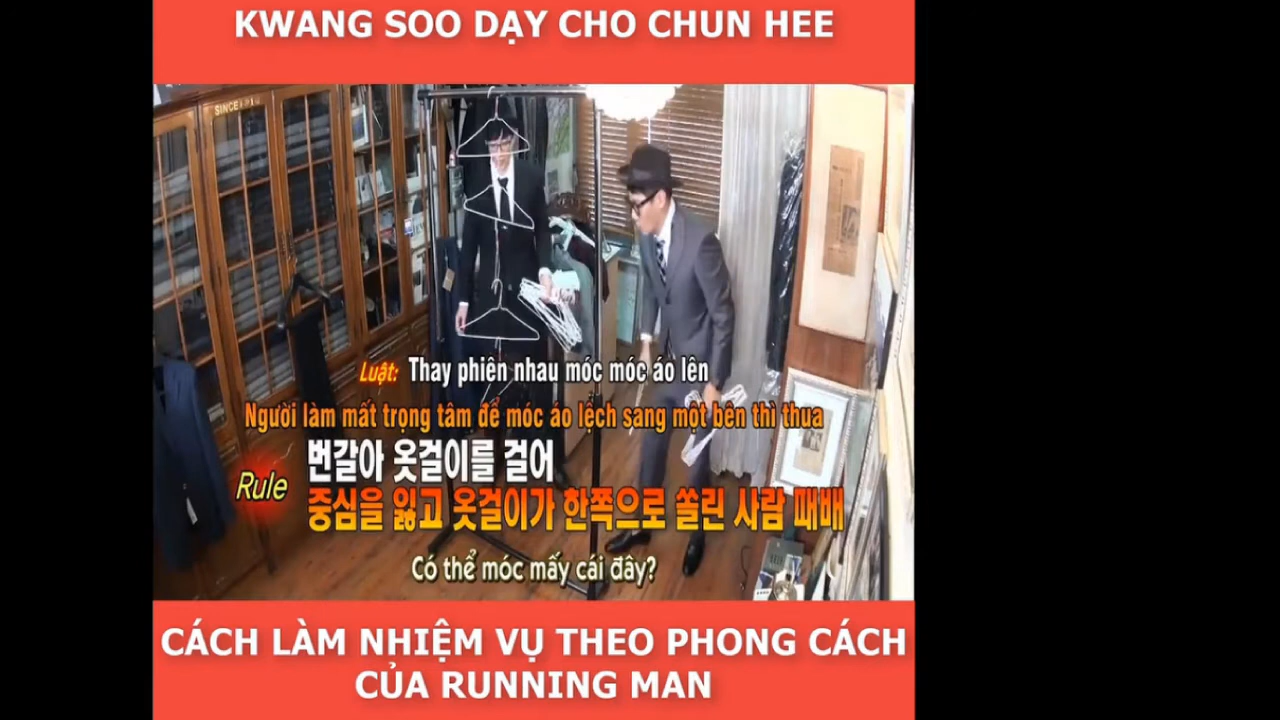 KWANG SOO DẠY CHO CHUN HEE
SINCE
Luật: Thay phiên nhau móc móc áo lên
Người làm mất trọng tâm để móc áo lệch sang một bên thì thua
번갈아 옷걸이를 걸어
Rule
중심을 잃고 옷걸이가 한쪽으로 쏠린 사람 패배
Có thể móc mấy cái đây?
CÁCH LÀM NHIỆM VỤ THEO PHONG CÁCH
CỦA RUNNING MAN